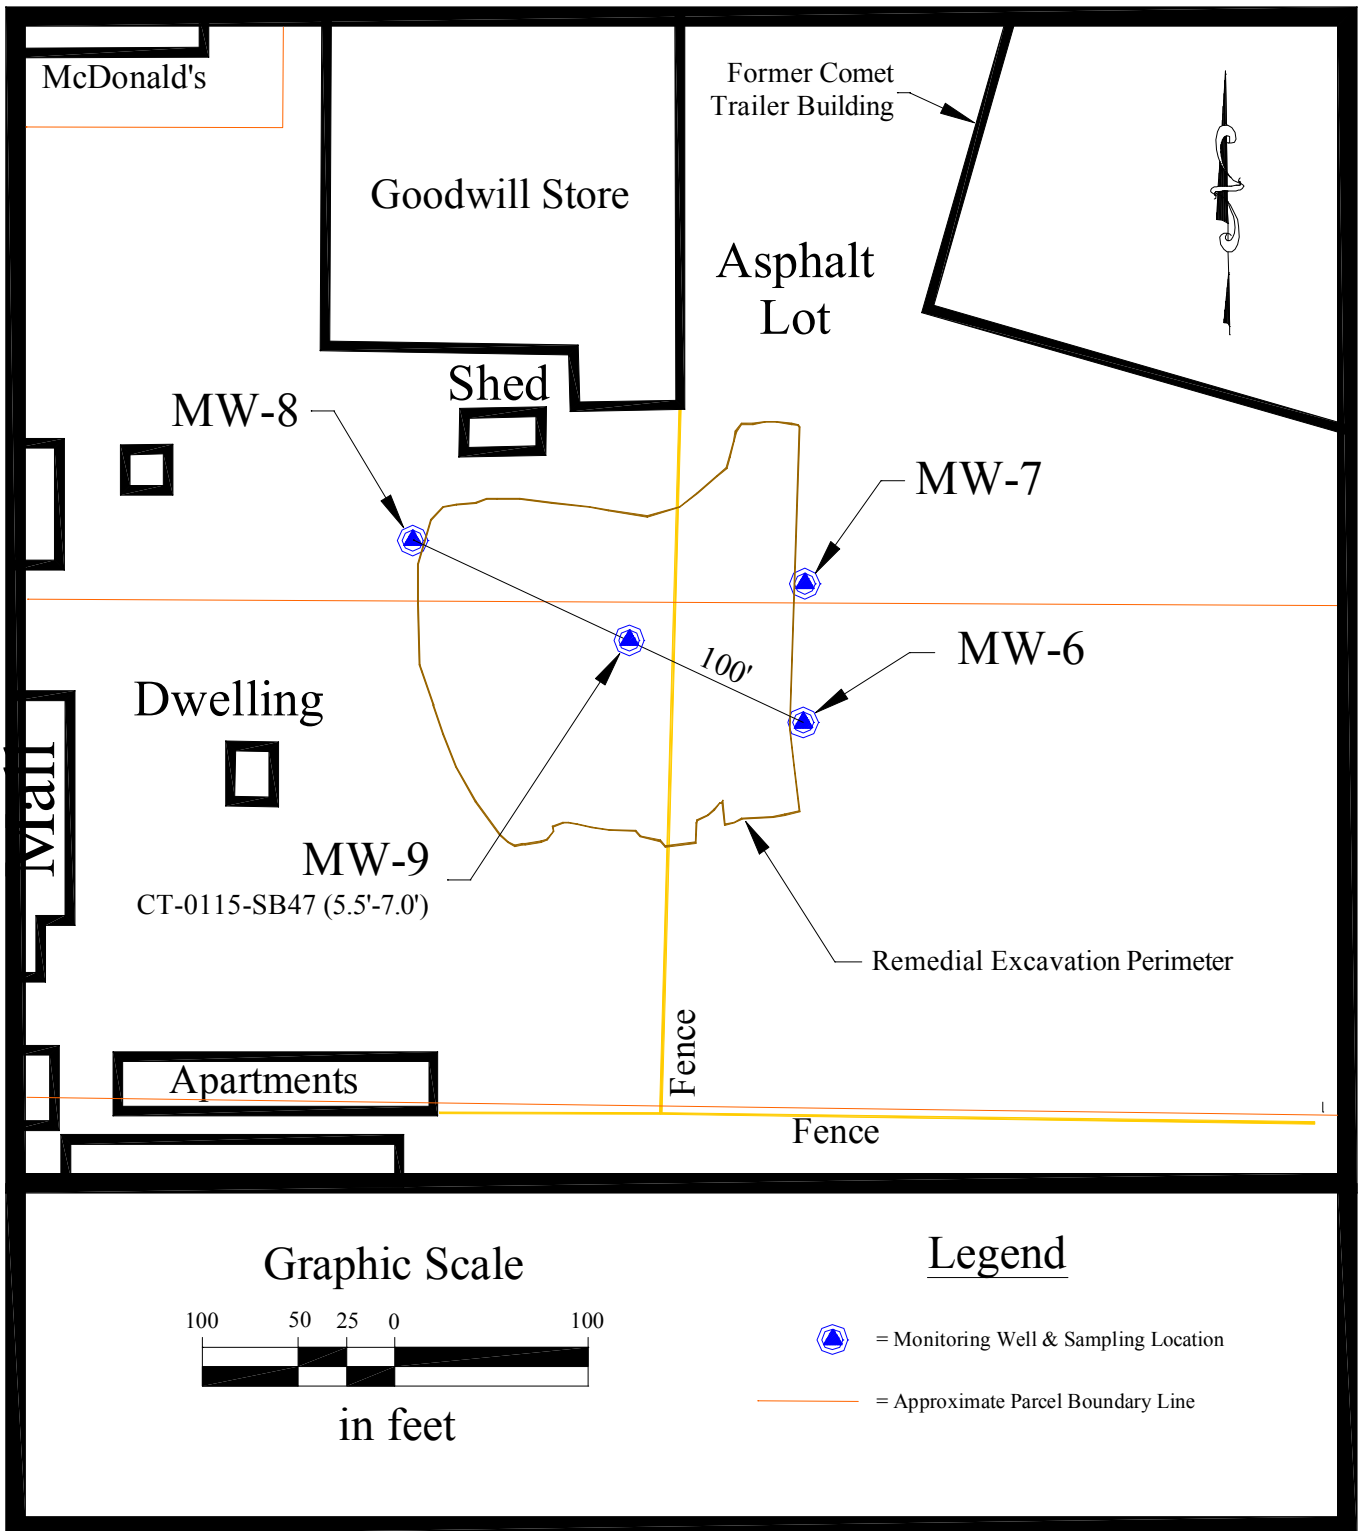 McDonald's
Former Comet
Trailer Building
Goodwill Store
Asphalt
Lot
Shed
MW-8
MW-7
MW-6
100'
Dwelling
Mall
MW-9
CT-0115-SB47 (5.5'-7.0')
Remedial Excavation Perimeter
Fence
Apartments
Fence
Graphic Scale
100 50 25 0 100
in feet
Legend
= Monitoring Well & Sampling Location
= Approximate Parcel Boundary Line